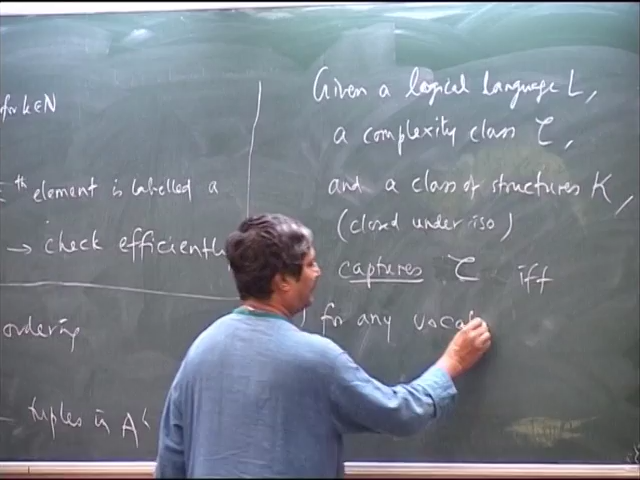 for k∈N
th element is labelled a
→ check efficientl
ordering
tuples in A^k
Given a logical language L,
a complexity class C,
and a class of structures K,
(closed under iso)
captures C iff
) for any vocab